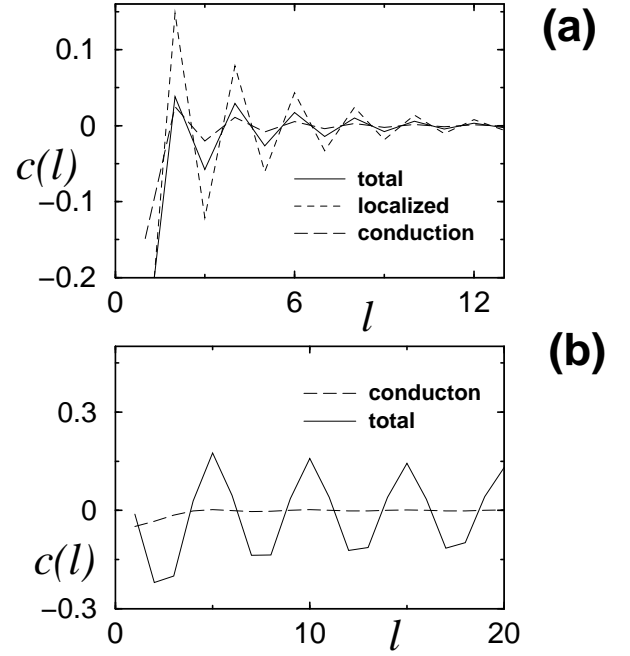 (a)
0.1
0
c(l)
−0.1
−0.2
total
localized
conduction
0
6
12
l
(b)
0.3
0
c(l)
−0.3
conducton
total
0
10
20
l